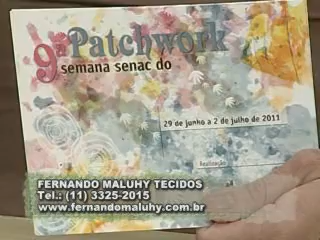 9ª Patchwork
semana senac do
29 de junho a 2 de julho de 2011
Realização
FERNANDO MALUHY TECIDOS
Tel.: (11) 3325-2015
www.fernandomaluhy.com.br